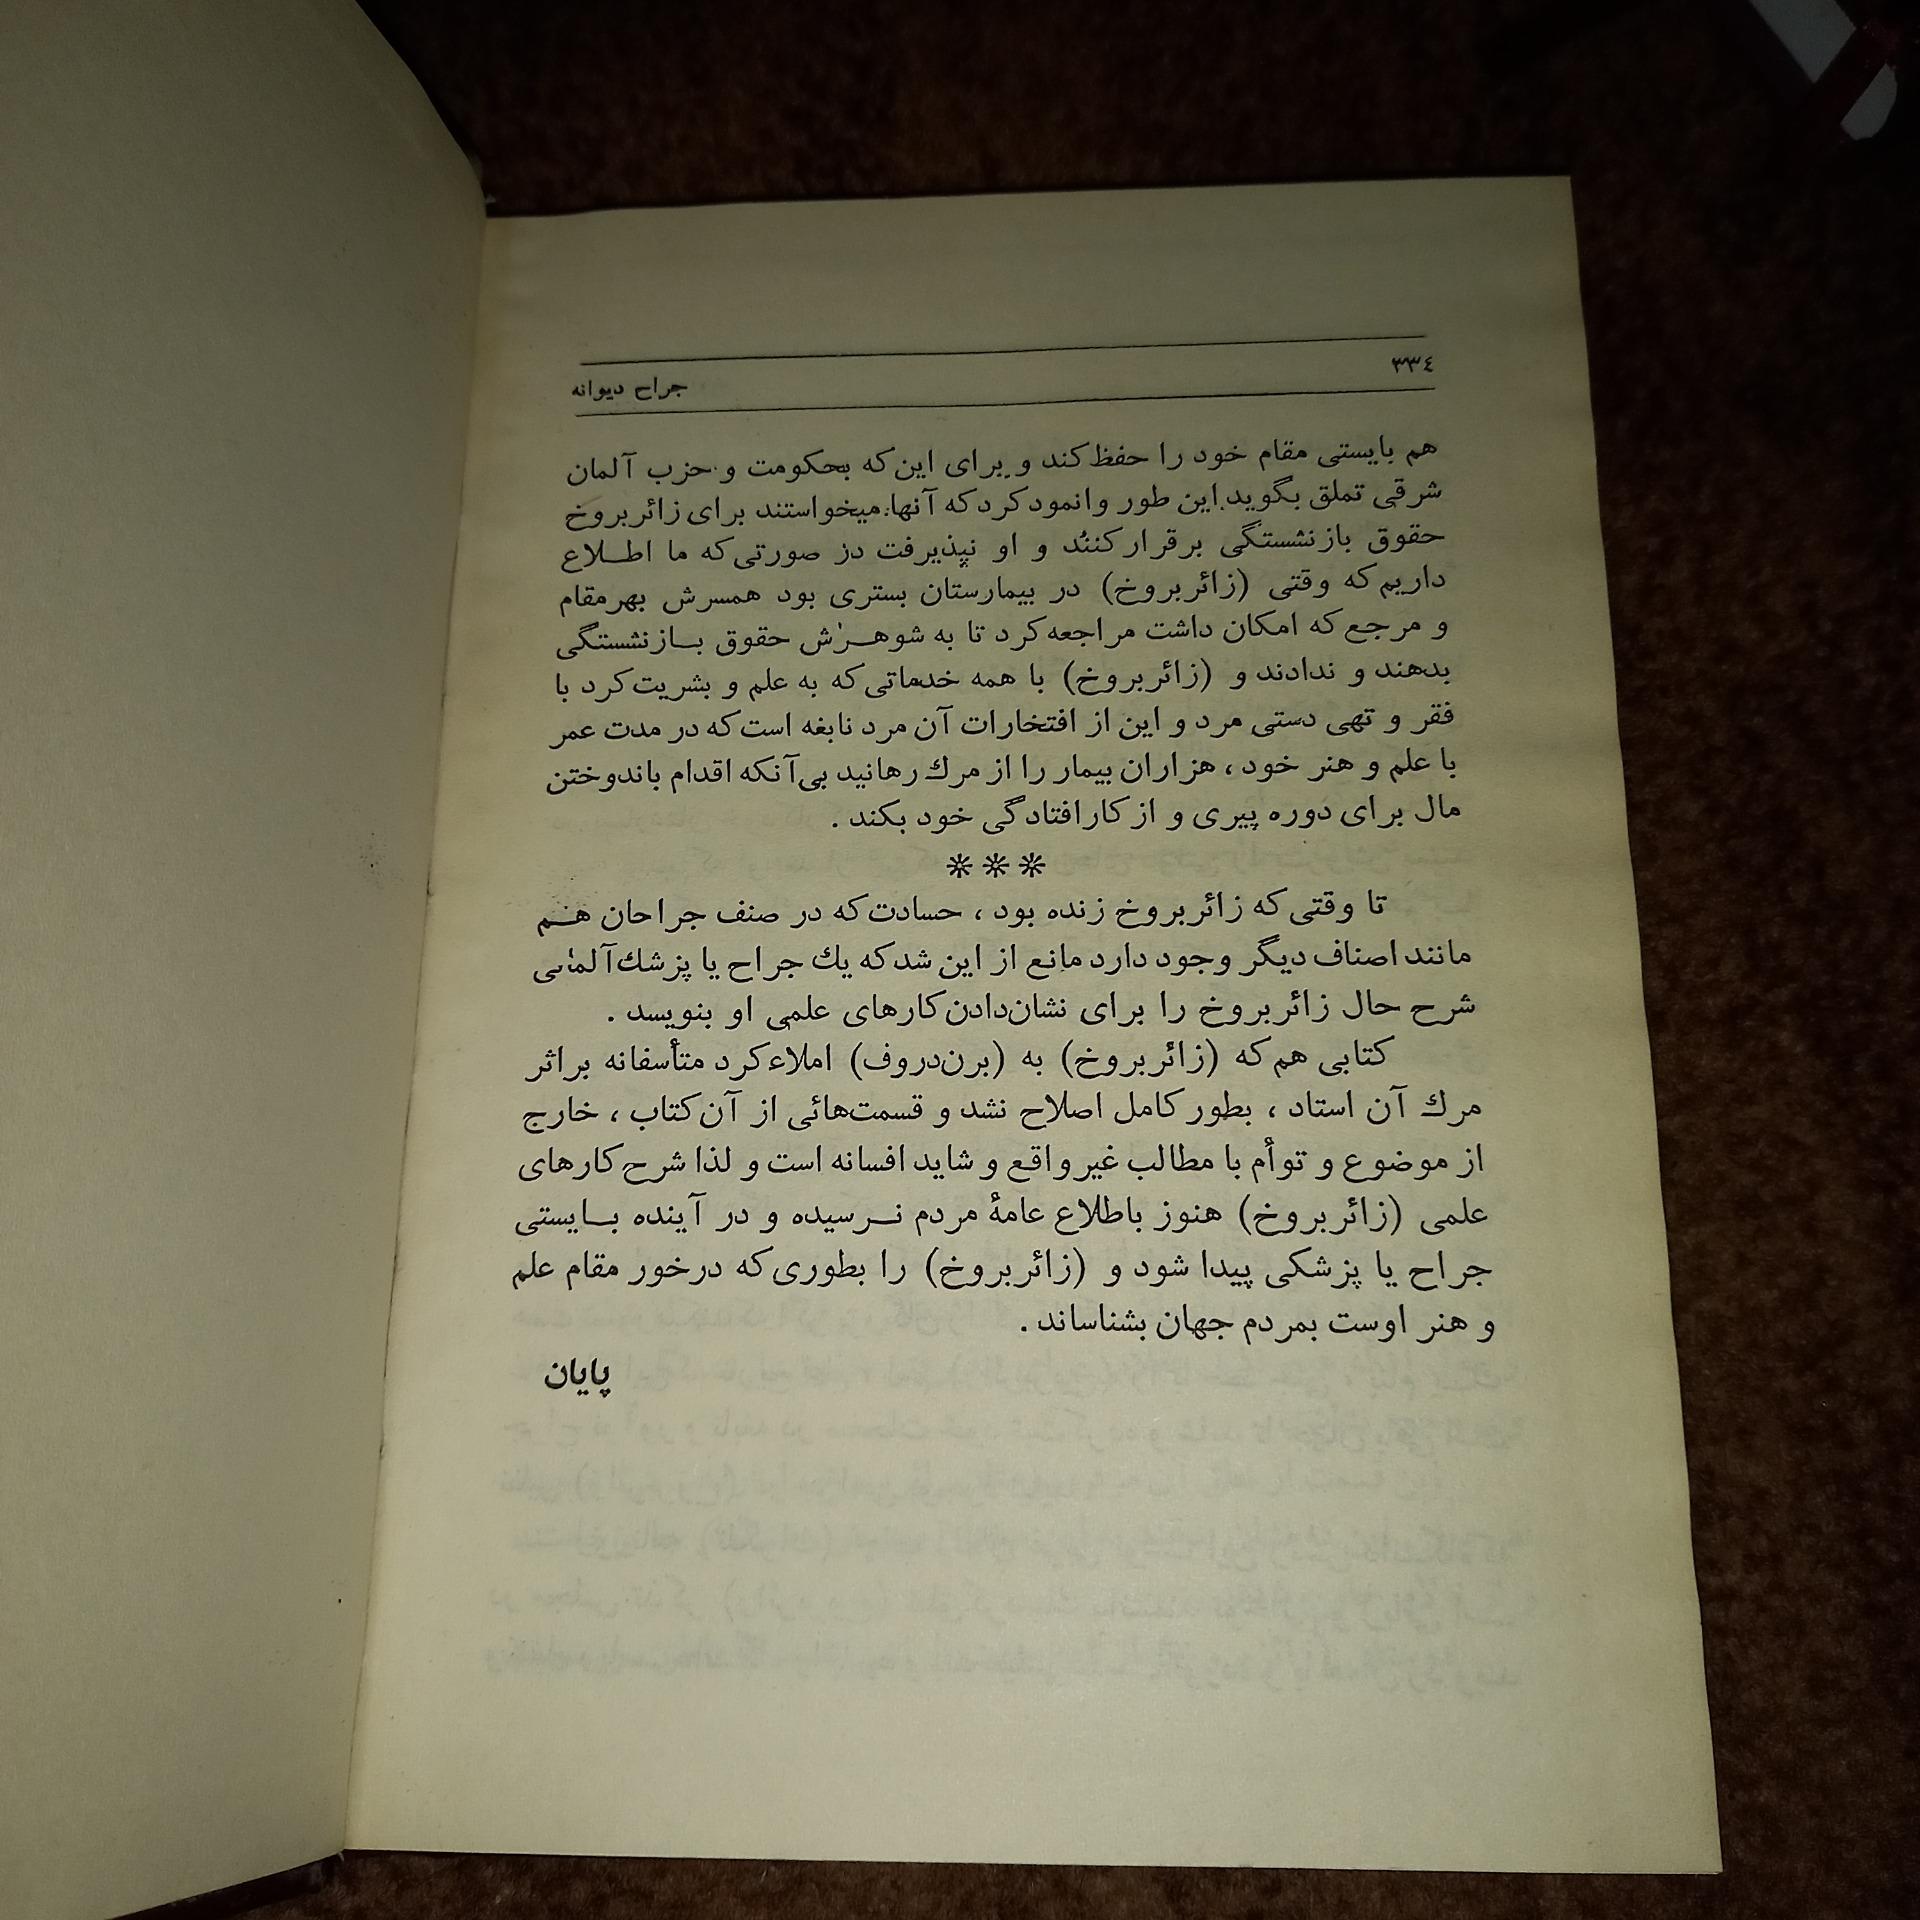 ۳۳٤
جراح دیوانه
هم بایستی مقام خود را حفظ کند و برای این که بحکومت و حزب آلمان
شرقی تملق بگوید این طور وانمود کرد که آنها میخواستند برای زائربروخ
حقوق بازنشستگی برقرار کنند و او نپذیرفت در صورتی که ما اطـلاع
داریم که وقتی (زائربروخ) در بیمارستان بستری بود همسرش بهرمقام
و مرجع که امکان داشت مراجعه کرد تا به شوهـرش حقوق بـازنشستگی
بدهند و ندادند و (زائربروخ) با همه خدماتی که به علم و بشریت کرد با
فقر و تهی دستی مرد و این از افتخارات آن مرد نابغه است که در مدت عمر
با علم و هنر خود ، هزاران بیمار را از مرك رهانید بی‌آنکه اقدام باندوختن
مال برای دوره پیری و از کارافتادگی خود بکند .
※ ※ ※
تا وقتی که زائربروخ زنده بود ، حسادت که در صنف جراحان هـم
مانند اصناف دیگر وجود دارد مانع از این شد که یك جراح یا پزشك آلمانی
شرح حال زائربروخ را برای نشان‌دادن کارهای علمی او بنویسد .
کتابی هم که (زائربروخ) به (برن‌دروف) املاء کرد متأسفانه براثر
مرك آن استاد ، بطور کامل اصلاح نشد و قسمت‌هائی از آن کتاب ، خارج
از موضوع و توأم با مطالب غیرواقع و شاید افسانه است و لذا شرح کارهای
علمی (زائربروخ) هنوز باطلاع عامهٔ مردم نـرسیده و در آینده بـایستی
جراح یا پزشکی پیدا شود و (زائربروخ) را بطوری که درخور مقام علم
و هنر اوست بمردم جهان بشناساند .
پایان